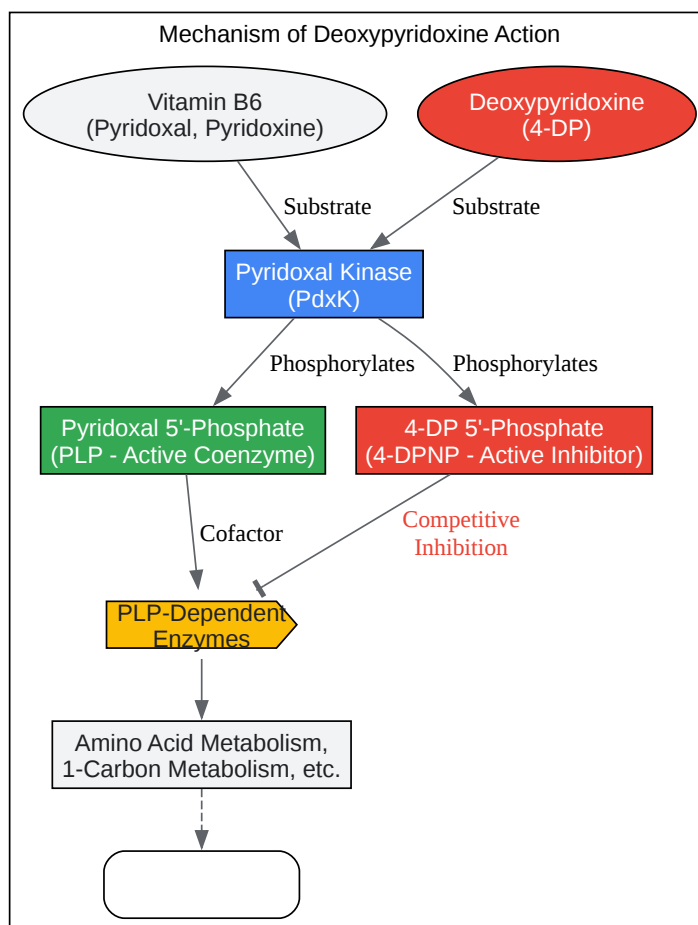 Mechanism of Deoxypyridoxine Action
Vitamin B6
(Pyridoxal, Pyridoxine)
Deoxypyridoxine
(4-DP)
Substrate
Substrate
Pyridoxal Kinase
(PdxK)
Phosphorylates
Phosphorylates
Pyridoxal 5'-Phosphate
(PLP - Active Coenzyme)
4-DP 5'-Phosphate
(4-DPNP - Active Inhibitor)
Cofactor
Competitive
Inhibition
PLP-Dependent
Enzymes
Amino Acid Metabolism,
1-Carbon Metabolism, etc.